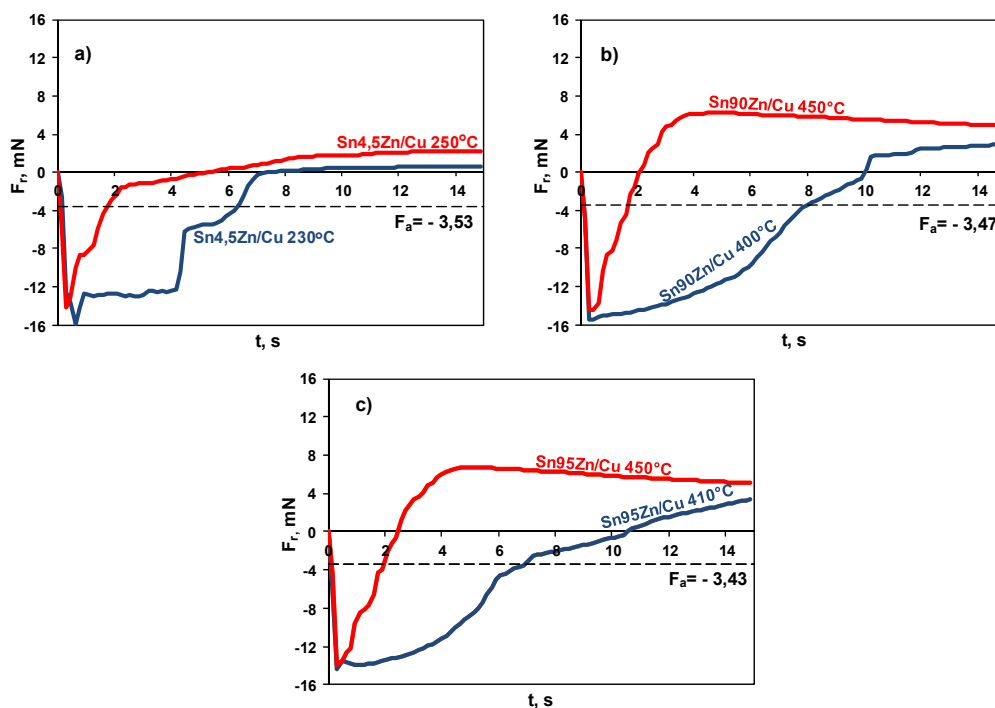 a)
16
12
8
4
0
-4
-8
-12
-16
Fr, mN
0 2 4 6 8 10 12 14
Sn4,5Zn/Cu 250°C
Sn4,5Zn/Cu 230°C
Fa= - 3,53
t, s
b)
16
12
8
4
0
-4
-8
-12
-16
Fr, mN
0 2 4 6 8 10 12 14
Sn90Zn/Cu 450°C
Sn90Zn/Cu 400°C
Fa= - 3,47
t, s
c)
16
12
8
4
0
-4
-8
-12
-16
Fr, mN
0 2 4 6 8 10 12 14
Sn95Zn/Cu 450°C
Sn95Zn/Cu 410°C
Fa= - 3,43
t, s